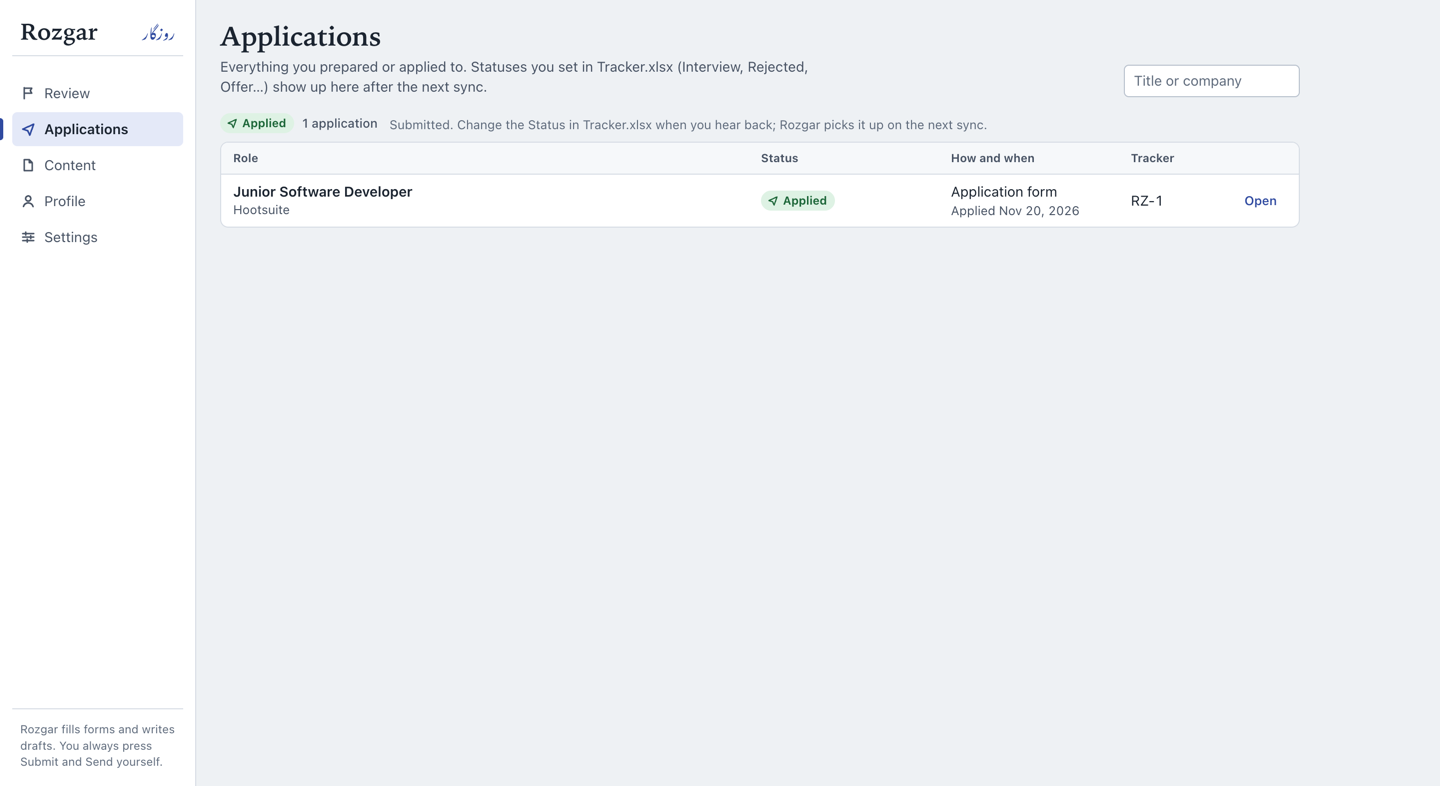 Rozgar
روزگار
Review
Applications
Content
Profile
Settings
Rozgar fills forms and writes
drafts. You always press
Submit and Send yourself.
Applications
Everything you prepared or applied to. Statuses you set in Tracker.xlsx (Interview, Rejected,
Offer...) show up here after the next sync.
Title or company
Applied 1 application Submitted. Change the Status in Tracker.xlsx when you hear back; Rozgar picks it up on the next sync.
Role Status How and when Tracker
Junior Software Developer
Hootsuite
Applied
Application form
Applied Nov 20, 2026
RZ-1
Open